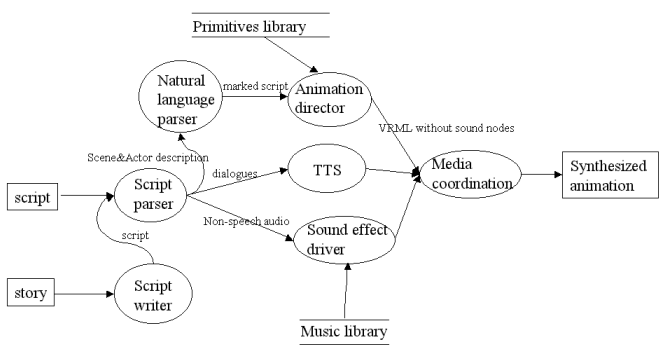 Primitives library
Natural
language
parser
marked script
Animation
director
VRML without sound nodes
Scene&Actor description
dialogues
TTS
Media
coordination
Synthesized
animation
script
Script
parser
Non-speech audio
Sound effect
driver
script
story
Script
writer
Music library